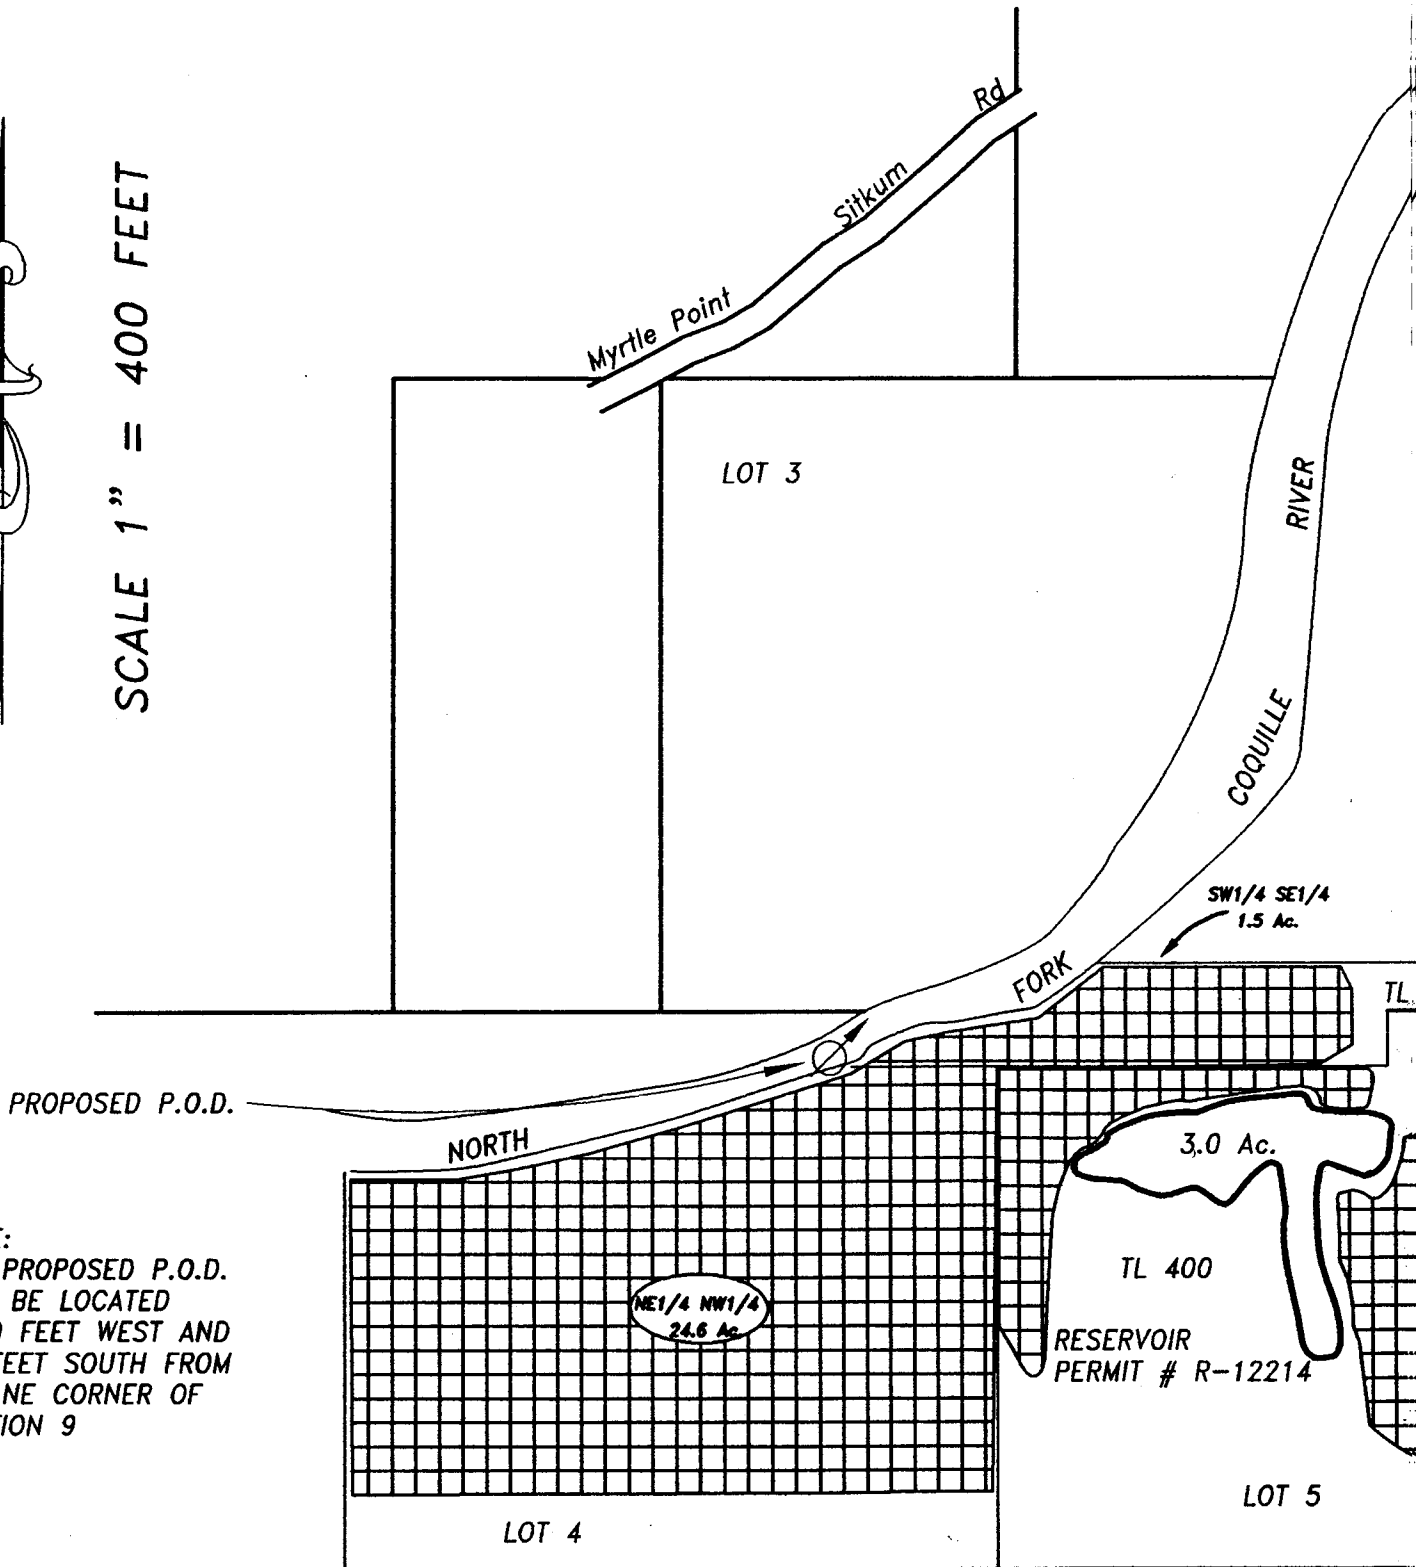 SCALE 1” = 400 FEET
Myrtle Point Sitkum Rd
LOT 3
RIVER
COQUILLE
SW1/4 SE1/4
1.5 Ac.
FORK
TL
PROPOSED P.O.D.
NORTH
3.0 Ac.
PROPOSED P.O.D.
BE LOCATED
FEET WEST AND
FEET SOUTH FROM
NE CORNER OF
9
NE1/4 NW1/4
24.6 Ac
TL 400
RESERVOIR
PERMIT # R-12214
LOT 5
LOT 4